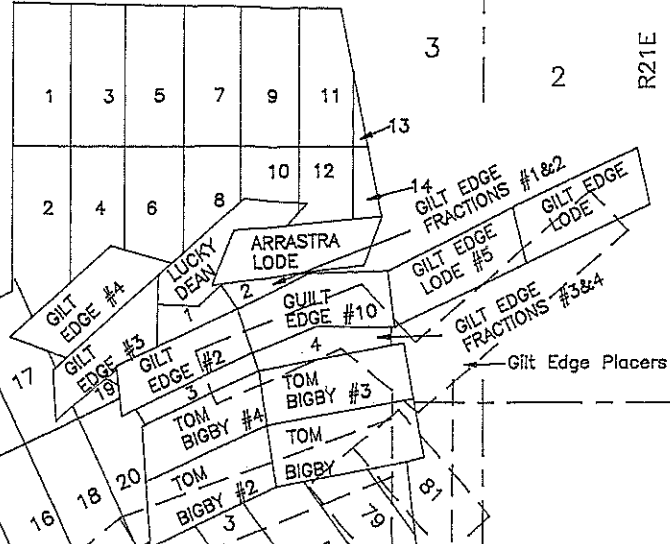 3
2
R21E
1
3
5
7
9
11
13
10
12
14
2
4
6
8
GILT EDGE
FRACTIONS #1&2
GILT EDGE
LODE
ARRASTRA
LODE
LUCKY
DEAN
GILT EDGE
LODE #5
GILT
EDGE #4
2
1
GUILT
EDGE #10
GILT EDGE
FRACTIONS #3&4
GILT
EDGE #3
GILT
EDGE #2
4
Gilt Edge Placers
17
19
3
TOM
BIGBY #3
TOM
BIGBY #4
TOM
BIGBY
TOM
BIGBY #2
20
18
16
3
79
81